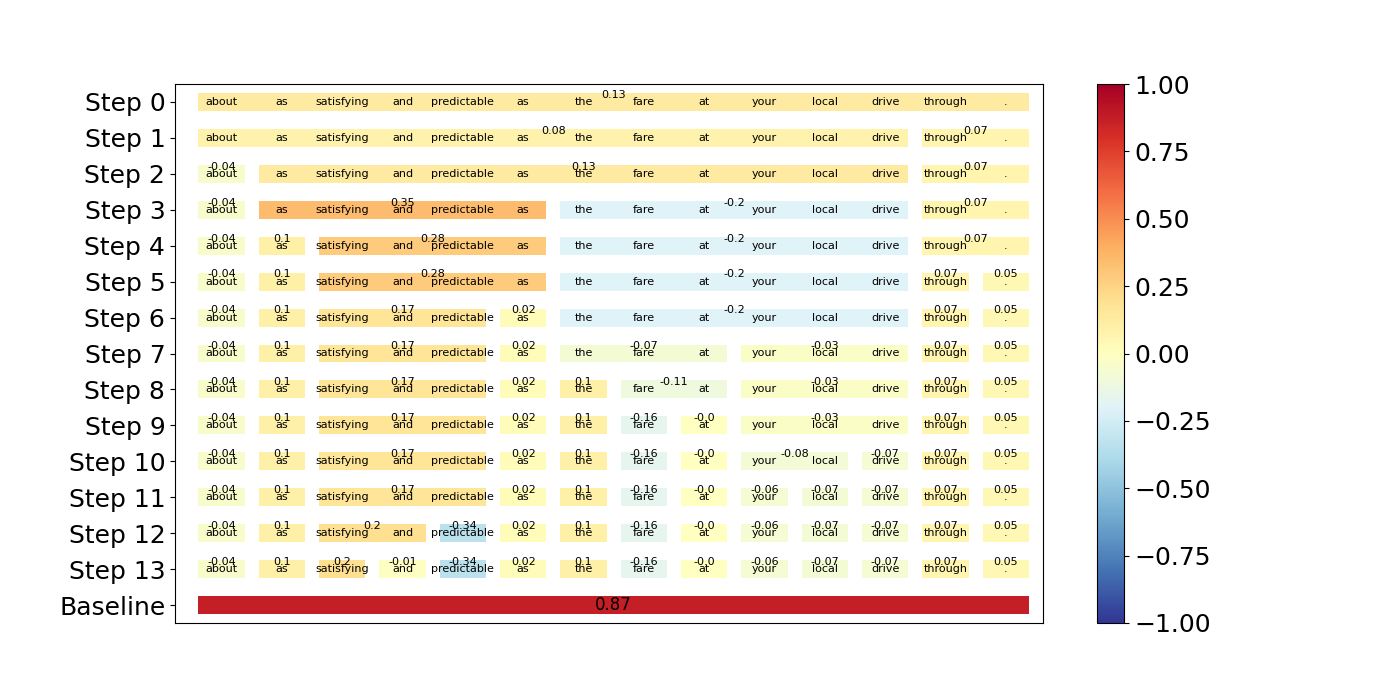 0.13
Step 0 about as satisfying and predictable as the fare at your local drive through .
0.08 0.07
Step 1 about as satisfying and predictable as the fare at your local drive through .
-0.04 0.13 0.07
Step 2 about as satisfying and predictable as the fare at your local drive through .
-0.04 0.35 -0.2 0.07
Step 3 about as satisfying and predictable as the fare at your local drive through .
-0.04 0.1 0.28 -0.2 0.07
Step 4 about as satisfying and predictable as the fare at your local drive through .
-0.04 0.1 0.28 -0.2 0.07 0.05
Step 5 about as satisfying and predictable as the fare at your local drive through .
-0.04 0.1 0.17 0.02 -0.2 0.07 0.05
Step 6 about as satisfying and predictable as the fare at your local drive through .
-0.04 0.1 0.17 0.02 -0.07 -0.03 0.07 0.05
Step 7 about as satisfying and predictable as the fare at your local drive through .
-0.04 0.1 0.17 0.02 0.1 -0.11 -0.03 0.07 0.05
Step 8 about as satisfying and predictable as the fare at your local drive through .
-0.04 0.1 0.17 0.02 0.1 -0.16 -0.0 -0.03 0.07 0.05
Step 9 about as satisfying and predictable as the fare at your local drive through .
-0.04 0.1 0.17 0.02 0.1 -0.16 -0.0 -0.08 -0.07 0.07 0.05
Step 10 about as satisfying and predictable as the fare at your local drive through .
-0.04 0.1 0.17 0.02 0.1 -0.16 -0.0 -0.06 -0.07 -0.07 0.07 0.05
Step 11 about as satisfying and predictable as the fare at your local drive through .
-0.04 0.1 0.2 -0.34 0.02 0.1 -0.16 -0.0 -0.06 -0.07 -0.07 0.07 0.05
Step 12 about as satisfying and predictable as the fare at your local drive through .
-0.04 0.1 0.2 -0.01 -0.34 0.02 0.1 -0.16 -0.0 -0.06 -0.07 -0.07 0.07 0.05
Step 13 about as satisfying and predictable as the fare at your local drive through .
Baseline 0.87
1.00
0.75
0.50
0.25
0.00
−0.25
−0.50
−0.75
−1.00